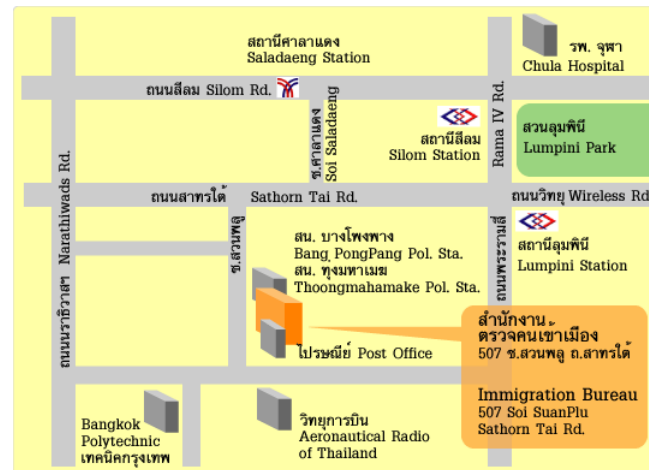 สถานีศาลาแดง
Saladaeng Station
รพ. จุฬา
Chula Hospital
ถนนสีลม Silom Rd.
ซ.ศาลาแดง
Soi Saladaeng
สถานีสีลม
Silom Station
Rama IV Rd.
สวนลุมพินี
Lumpini Park
ถนนนราธิวาสฯ Narathiwads Rd.
ถนนสาทรใต้ Sathorn Tai Rd.
ถนนวิทยุ Wireless Rd
ซ.สวนพลู
ถนนพระรามสี่
สถานีลุมพินี
Lumpini Station
สน. บางโพงพาง
Bang PongPang Pol. Sta.
สน. ทุงมหาเมฆ
Thoongmahamake Pol. Sta.
ไปรษณีย์ Post Office
สำนักงาน
ตรวจคนเข้าเมือง
507 ซ.สวนพลู ถ.สาทรใต้
Immigration Bureau
507 Soi SuanPlu
Sathorn Tai Rd.
Bangkok
Polytechnic
เทคนิคกรุงเทพ
วิทยุการบิน
Aeronautical Radio
of Thailand